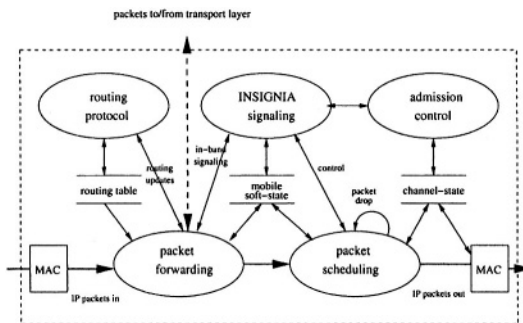 packets to/from transport layer
routing
protocol
INSIGNIA
signaling
admission
control
in-band
signaling
routing
updates
control
routing table
mobile
soft-state
packet
drop
channel-state
MAC
packet
forwarding
packet
scheduling
MAC
IP packets in
IP packets out